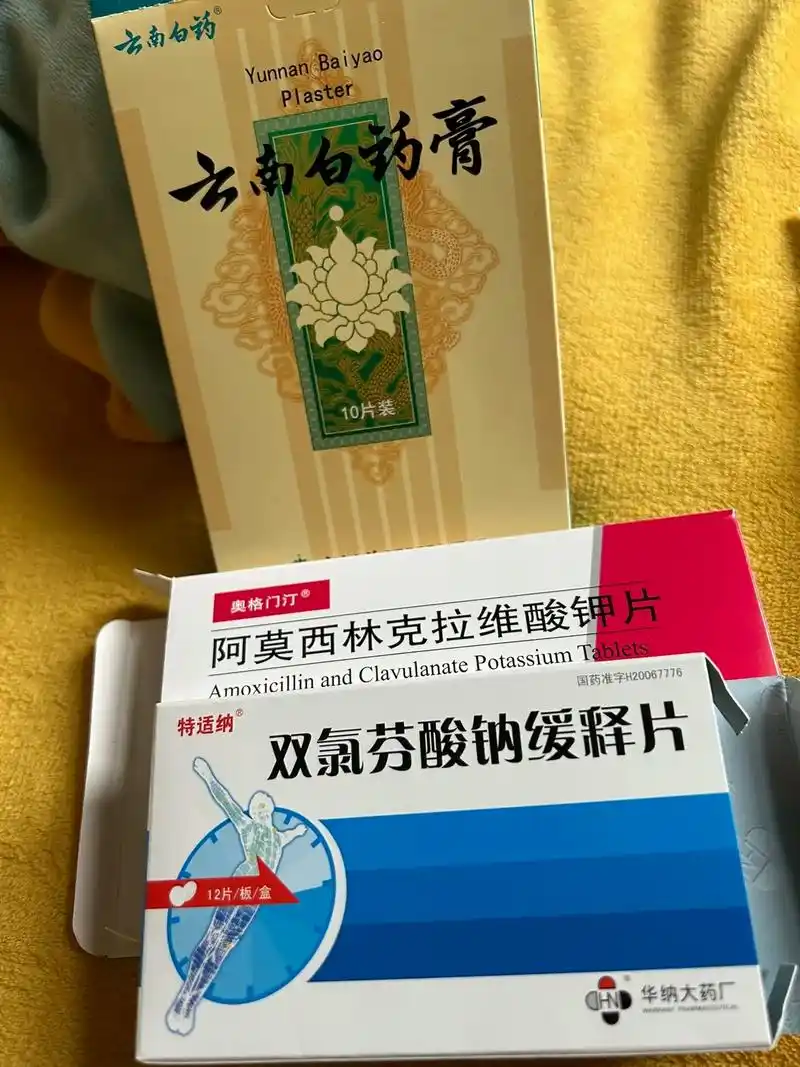 云南白药®
Yunnan Baiyao
Plaster
云南白药膏
10片装
奥格门汀®
阿莫西林克拉维酸钾片
Amoxicillin and Clavulanate Potassium Tablets
国药准字H20067776
特适纳®
双氯芬酸钠缓释片
12片/板/盒
HN
华纳大药厂
WARRANT PHARMACEUTICAL